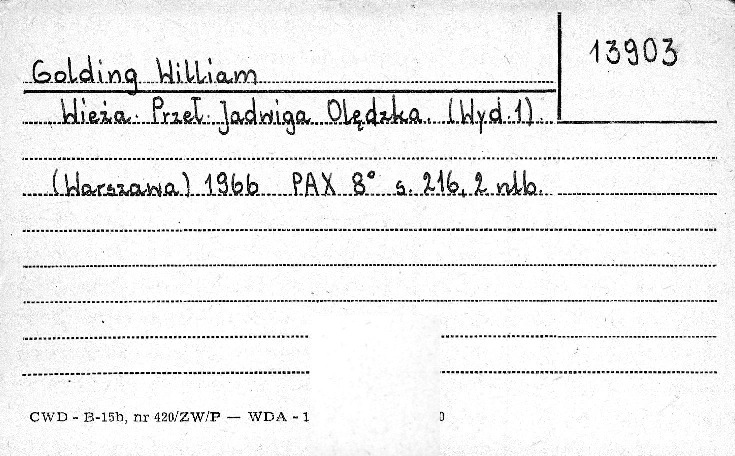 13903
Golding William
Wieża. Przeł. Jadwiga Olędzka. (Wyd. 1).
(Warszawa) 1966 PAX 8° s. 216, 2 nlb.
CWD - B-15b, nr 420/ZW/P — WDA - 1 0